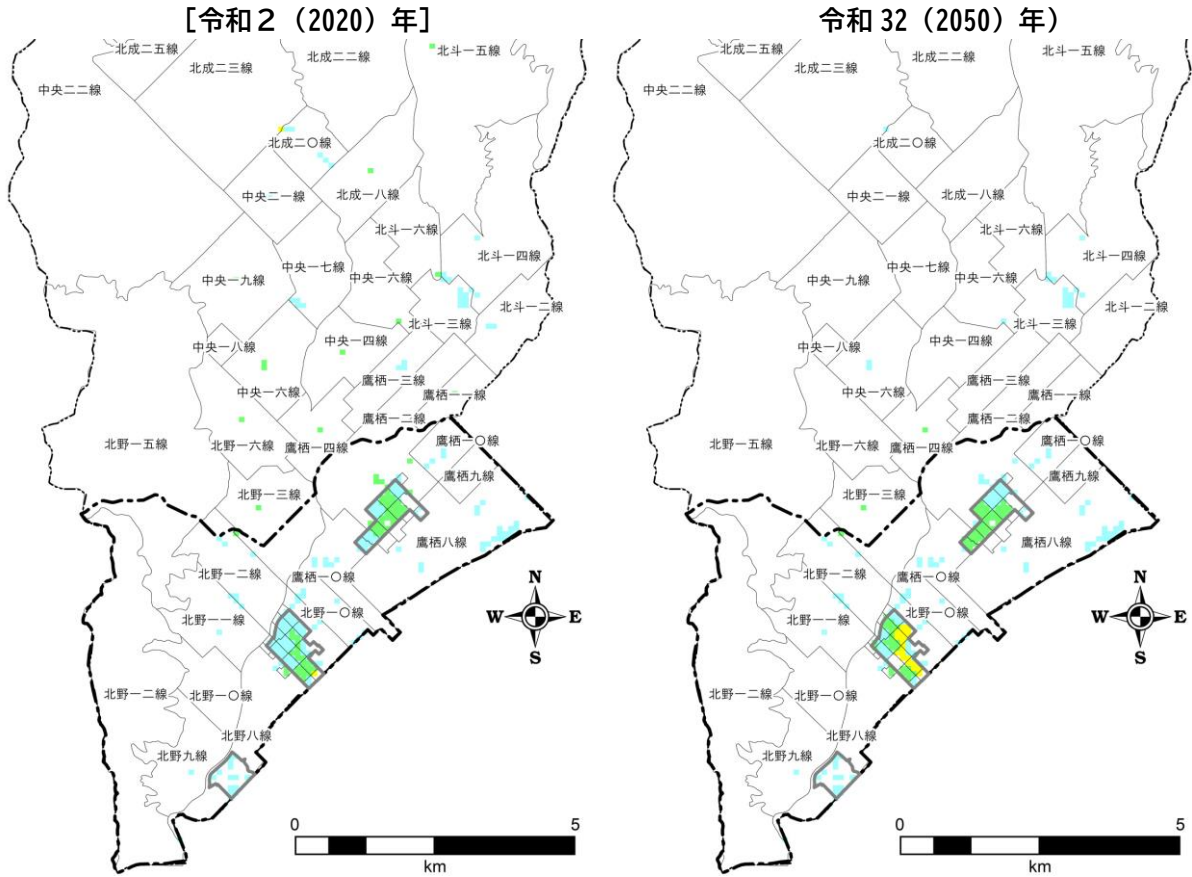 [令和２（2020）年]
令和 32（2050）年）
北成二五線
北成二二線
北斗一五線
北成二三線
中央二二線
北成二〇線
中央二一線
北成一八線
北斗一六線
北斗一四線
中央一七線
中央一六線
中央一九線
北斗一二線
北斗一三線
中央一八線
中央一四線
鷹栖一三線
中央一六線
鷹栖一一線
鷹栖一二線
北野一五線
北野一六線
鷹栖一四線
鷹栖一〇線
鷹栖九線
北野一三線
鷹栖八線
北野一二線
鷹栖一〇線
北野一一線
北野一〇線
北野一二線
北野一〇線
北野八線
北野九線
N
W
E
S
0
5
km
北成二五線
北成二二線
北斗一五線
北成二三線
中央二二線
北成二〇線
中央二一線
北成一八線
北斗一六線
北斗一四線
中央一七線
中央一六線
中央一九線
北斗一二線
北斗一三線
中央一八線
中央一四線
鷹栖一三線
中央一六線
鷹栖一一線
鷹栖一二線
北野一五線
北野一六線
鷹栖一四線
鷹栖一〇線
鷹栖九線
北野一三線
鷹栖八線
北野一二線
鷹栖一〇線
北野一一線
北野一〇線
北野一二線
北野一〇線
北野八線
北野九線
N
W
E
S
0
5
km